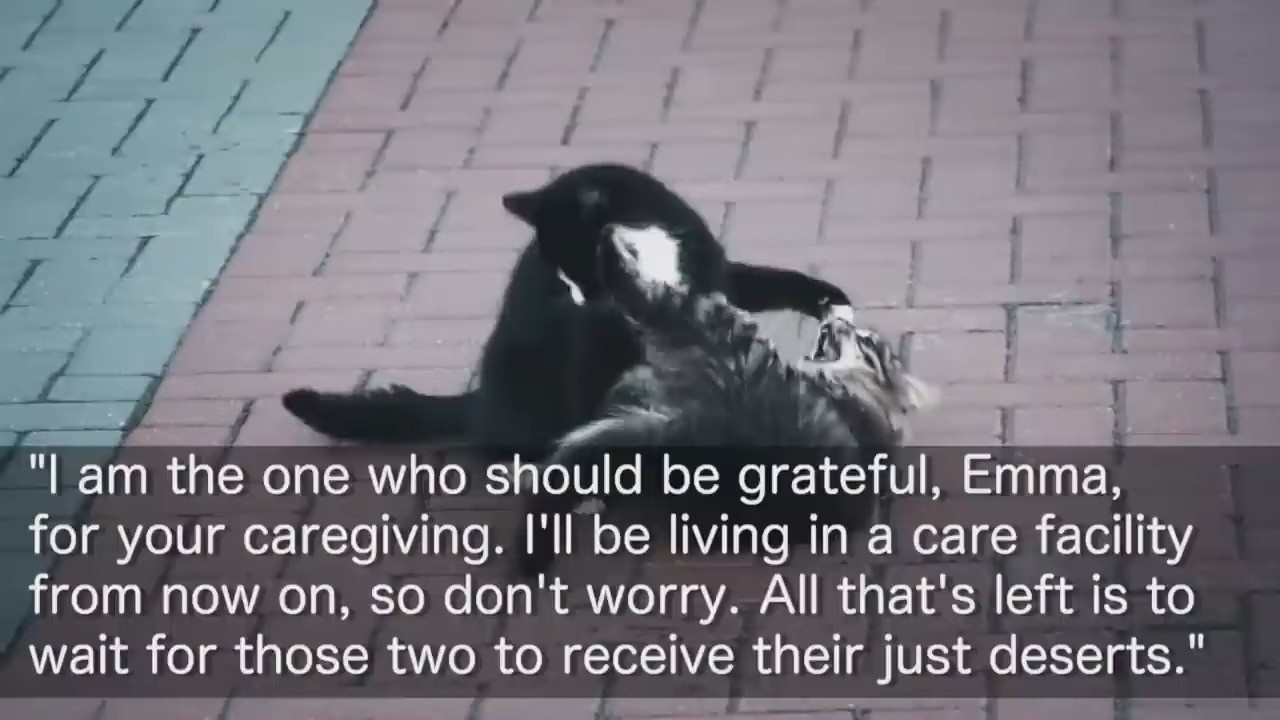 "I am the one who should be grateful, Emma,
for your caregiving. I'll be living in a care facility
from now on, so don't worry. All that's left is to
wait for those two to receive their just deserts."